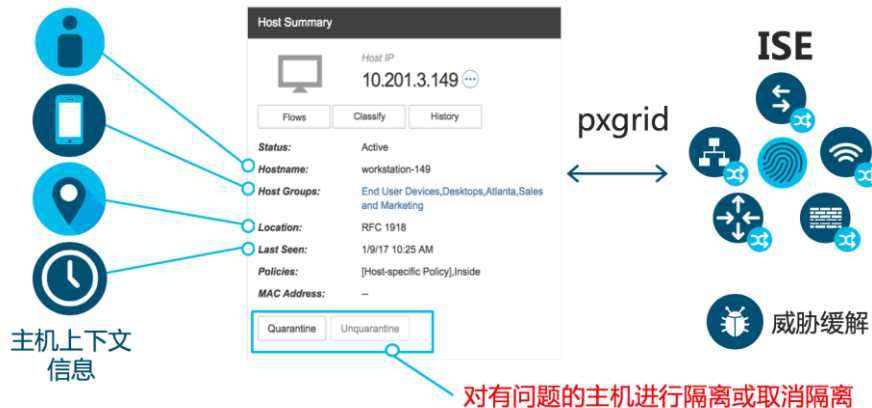 Host Summary
Host IP
10.201.3.149
Flows
Classify
History
Status: Active
Hostname: workstation-149
Host Groups: End User Devices,Desktops,Atlanta,Sales
and Marketing
Location: RFC 1918
Last Seen: 1/9/17 10:25 AM
Policies: [Host-specific Policy],Inside
MAC Address: --
Quarantine
Unquarantine
主机上下文
信息
pxgrid
ISE
威胁缓解
对有问题的主机进行隔离或取消隔离